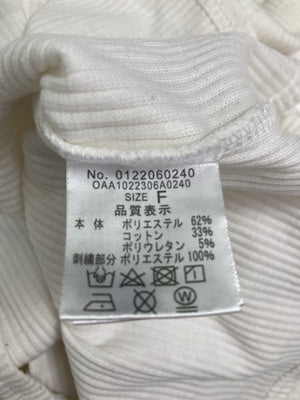 No. 0122060240
OAA1022306A0240
SIZE F
品質表示
本体 ポリエステル 62%
コットン 33%
ポリウレタン 5%
刺繍部分 ポリエステル 100%
W